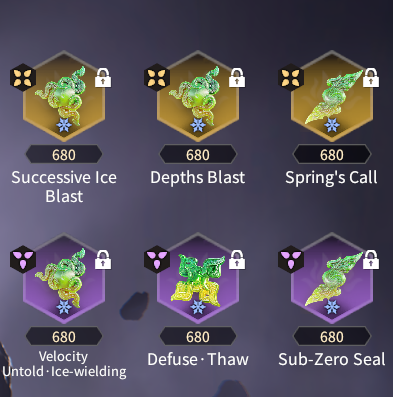 680 680 680
Successive Ice Depths Blast Spring's Call
Blast
680 680 680
Velocity Defuse·Thaw Sub-Zero Seal
Untold·Ice-wielding